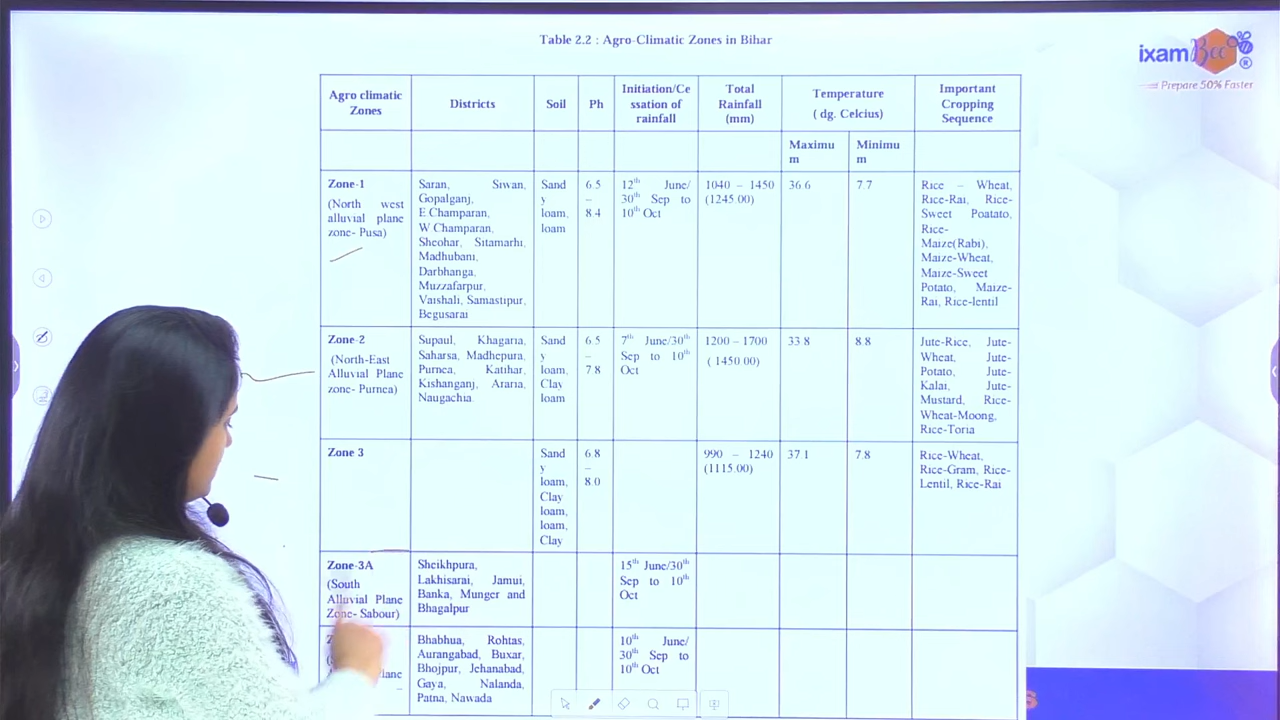 Table 2.2 : Agro-Climatic Zones in Bihar
ixamBee
®
Prepare 50% Faster
Agro climatic
Zones
Districts
Soil
Ph
Initiation/Ce
ssation of
rainfall
Total
Rainfall
(mm)
Temperature
( dg. Celcius)
Important
Cropping
Sequence
Maximu
m
Minimu
m
Zone-1
(North west
alluvial plane
zone- Pusa)
Saran, Siwan,
Gopalganj,
E Champaran,
W Champaran,
Sheohar, Sitamarhi,
Madhubani,
Darbhanga,
Muzzafarpur,
Vaishali, Samastipur,
Begusarai
Sand
y
loam,
loam
6 5
–
8 4
12th June/
30th Sep to
10th Oct
1040 – 1450
(1245.00)
36 6
7.7
Rice – Wheat,
Rice-Rai, Rice-
Sweet Poatato,
Rice-
Maize(Rabi),
Maize-Wheat,
Maize-Sweet
Potato, Maize-
Rai, Rice-lentil
Zone-2
(North-East
Alluvial Plane
zone- Purnea)
Supaul, Khagaria,
Saharsa, Madhepura,
Purnea, Katihar,
Kishanganj, Araria,
Naugachia
Sand
y
loam,
Clay
loam
6 5
–
7 8
7th June/30th
Sep to 10th
Oct
1200 – 1700
( 1450.00)
33 8
8.8
Jute-Rice, Jute-
Wheat, Jute-
Potato, Jute-
Kalai, Jute-
Mustard, Rice-
Wheat-Moong,
Rice-Toria
Zone 3
Sand
y
loam,
Clay
loam,
loam,
Clay
6 8
–
8.0
990 – 1240
(1115.00)
37 1
7 8
Rice-Wheat,
Rice-Gram, Rice-
Lentil, Rice-Rai
Zone-3A
(South
Alluvial Plane
Zone- Sabour)
Sheikhpura,
Lakhisarai, Jamui,
Banka, Munger and
Bhagalpur
15th June/30th
Sep to 10th
Oct
Bhabhua, Rohtas,
Aurangabad, Buxar,
Bhojpur, Jehanabad,
Gaya, Nalanda,
Patna, Nawada
10th June/
30th Sep to
10th Oct